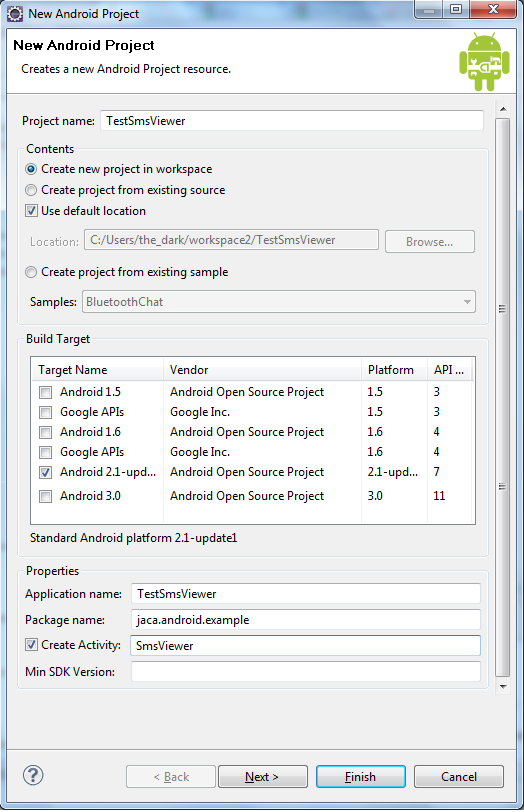 New Android Project
New Android Project
Creates a new Android Project resource.
Project name: TestSmsViewer
Contents
Create new project in workspace
Create project from existing source
Use default location
Location: C:/Users/the_dark/workspace2/TestSmsViewer Browse...
Create project from existing sample
Samples: BluetoothChat
Build Target
Target Name Vendor Platform API ...
Android 1.5 Android Open Source Project 1.5 3
Google APIs Google Inc. 1.5 3
Android 1.6 Android Open Source Project 1.6 4
Google APIs Google Inc. 1.6 4
Android 2.1-upd... Android Open Source Project 2.1-upd... 7
Android 3.0 Android Open Source Project 3.0 11
Standard Android platform 2.1-update1
Properties
Application name: TestSmsViewer
Package name: jaca.android.example
Create Activity: SmsViewer
Min SDK Version:
? < Back Next > Finish Cancel